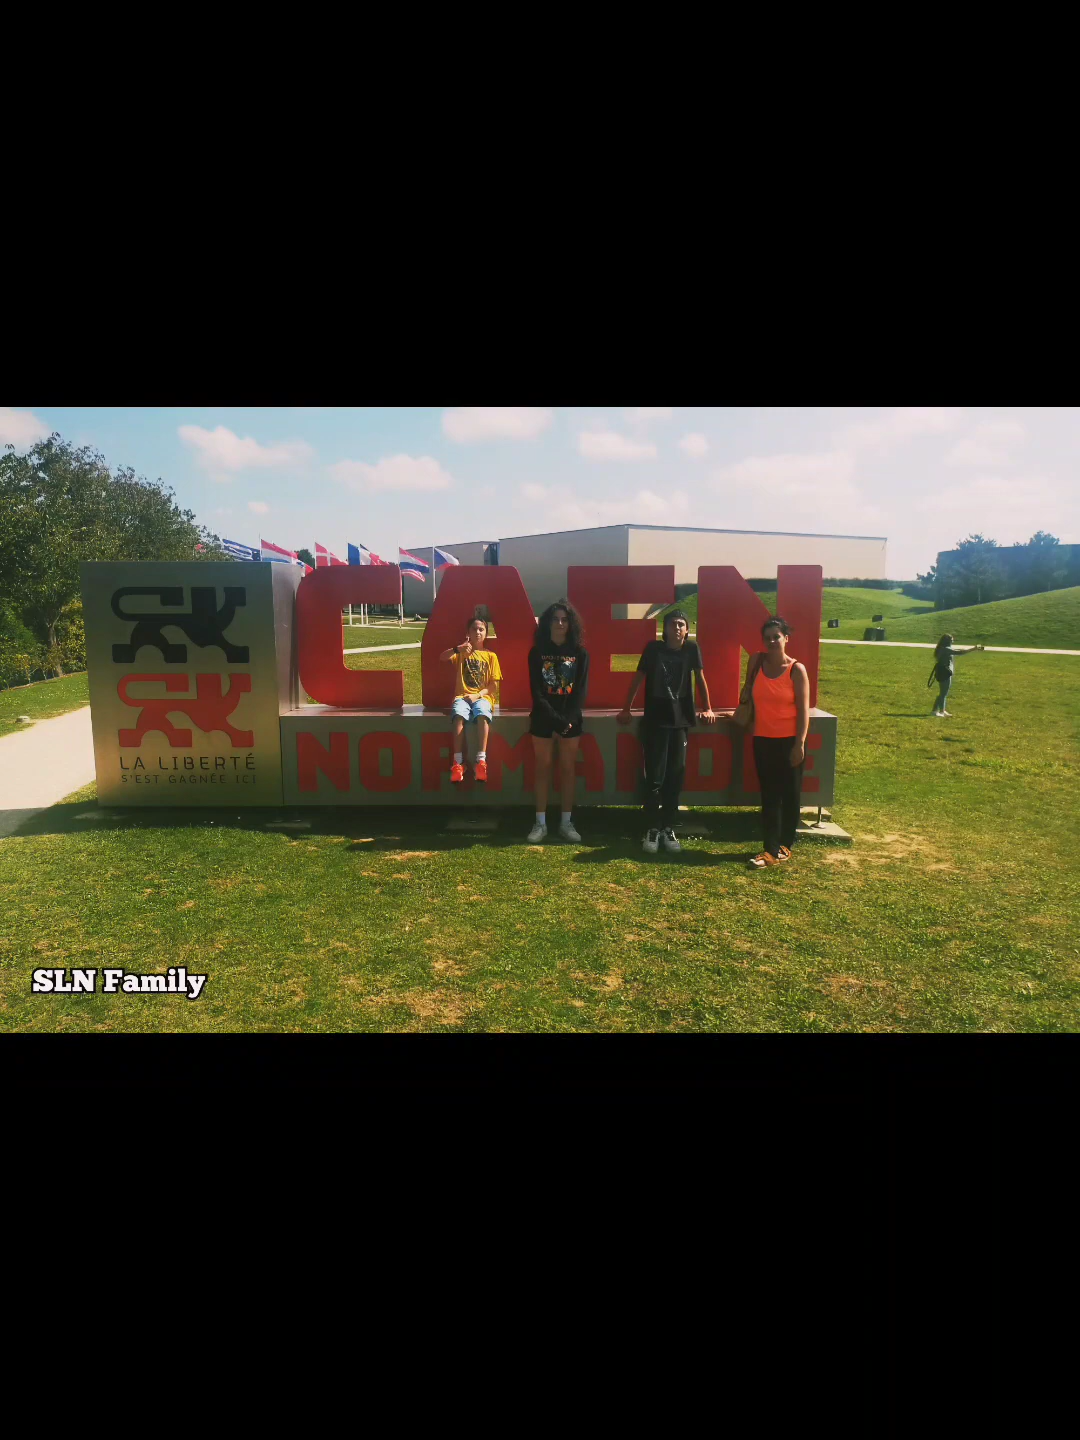 CAEN
NORMANDIE
LA LIBERTÉ
S'EST GAGNÉE ICI
SLN Family